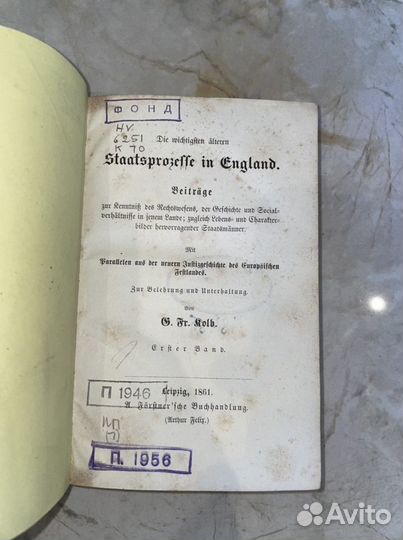 ФОНД
HV
6251
K 70
Die wichtigsten älteren
Staatsprozesse in England.
Beiträge
zur Kenntniß des Rechtswesens, der Geschichte und Social-
verhältnisse in jenem Lande; zugleich Lebens- und Charakter-
bilder hervorragender Staatsmänner.
Mit
Parallelen aus der neuern Justizgeschichte des Europäischen
Festlandes.
Zur Belehrung und Unterhaltung
Von
G. Fr. Kolb.
Erster Band.
П 1946
Leipzig, 1861.
A. Förstner'sche Buchhandlung.
(Arthur Felix.)
П. 1956
Avito